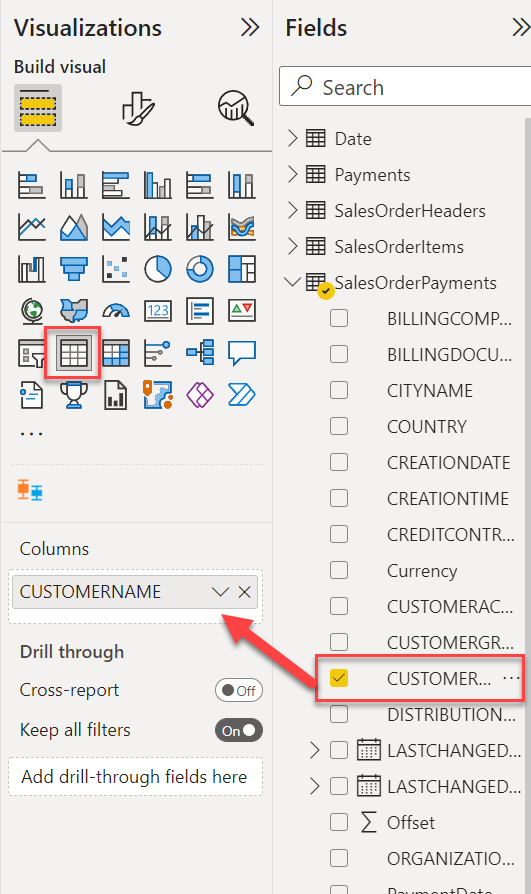 Visualizations
Build visual
123
...
Columns
CUSTOMERNAME
Drill through
Cross-report
Off
Keep all filters
On
Add drill-through fields here
Fields
Search
Date
Payments
SalesOrderHeaders
SalesOrderItems
SalesOrderPayments
BILLINGCOMP...
BILLINGDOCU...
CITYNAME
COUNTRY
CREATIONDATE
CREATIONTIME
CREDITCONTR...
Currency
CUSTOMERAC...
CUSTOMERGR...
CUSTOMER... ...
DISTRIBUTION...
LASTCHANGED...
LASTCHANGED...
Offset
ORGANIZATIO...
PaymentDate